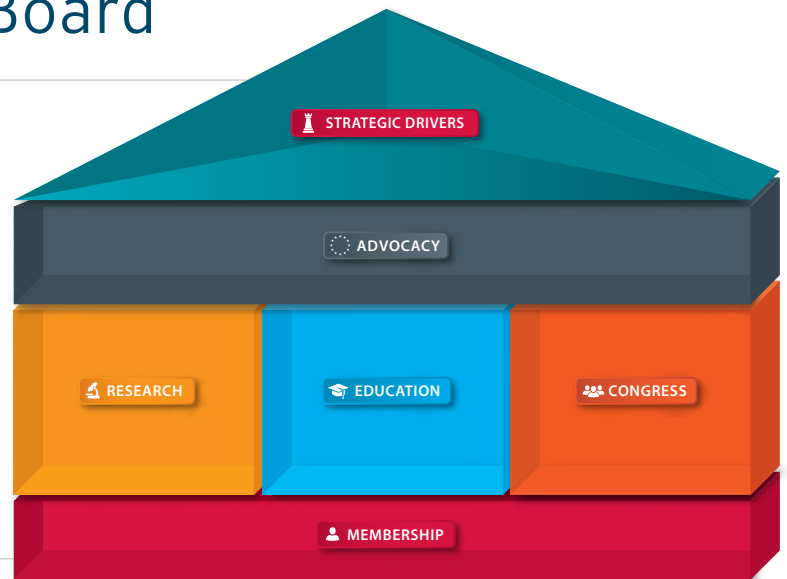 Board
STRATEGIC DRIVERS
ADVOCACY
RESEARCH
EDUCATION
CONGRESS
MEMBERSHIP